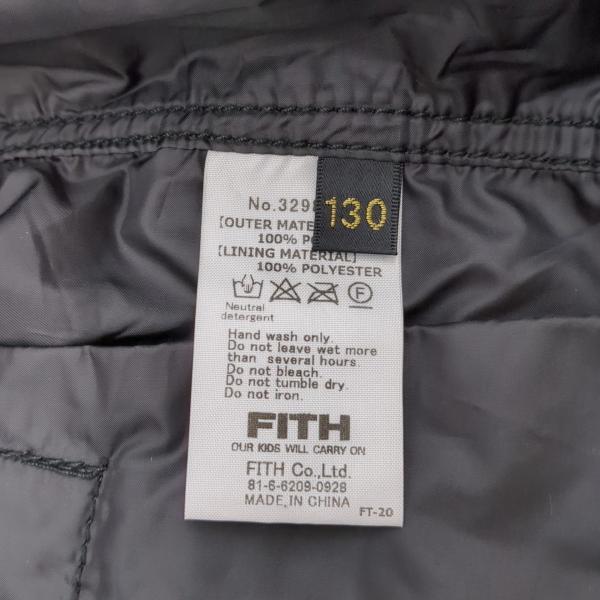 130
No.329
[OUTER MATE
100% PO
[LINING MATERIAL]
100% POLYESTER
F
Neutral
detergent
Hand wash only.
Do not leave wet more
than several hours.
Do not bleach.
Do not tumble dry.
Do not iron.
FITH
OUR KIDS WILL CARRY ON
FITH Co.,Ltd.
81-6-6209-0928
MADE IN CHINA
FT-20